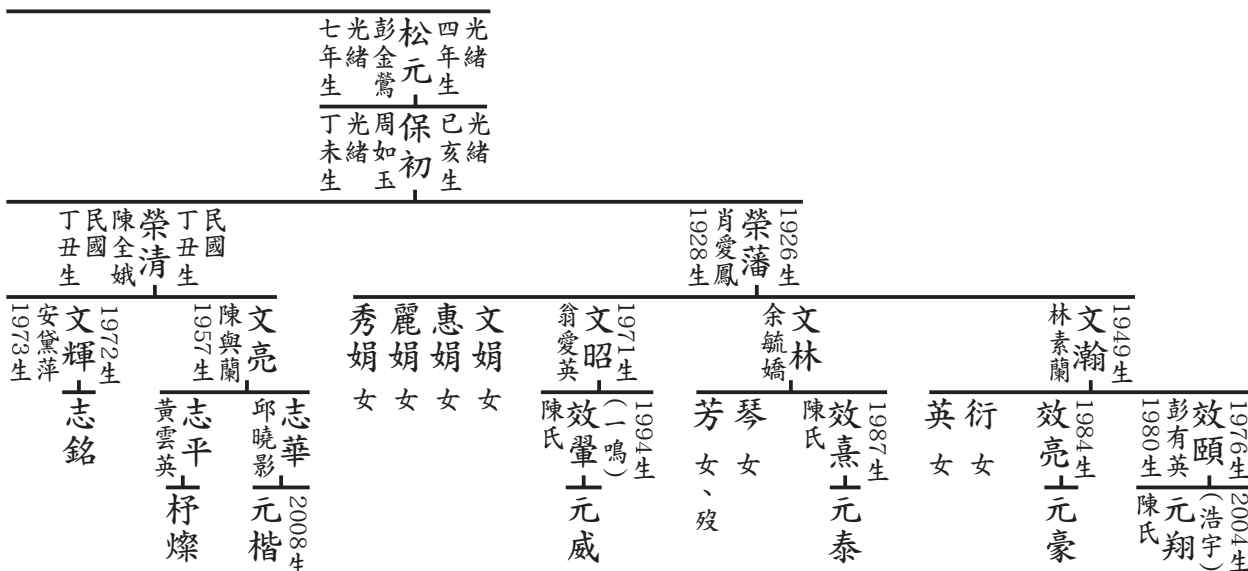 光緒
四年生
松元
彭金鶯
光緒
七年生
光緒
已亥生
保初
周如玉
光緒
丁未生
1926生
榮藩
肖愛鳳
1928生
民國
丁丑生
榮清
陳全娥
民國
丁丑生
1949生
文瀚
林素蘭
文林
余毓嬌
1971生
文昭
翁愛英
文娟 女
惠娟 女
麗娟 女
秀娟 女
文亮
陳與蘭
1957生
1972生
文輝
安黛萍
1973生
1976生
效頤
彭有英
1980生
1984生
效亮
衍 女
英 女
1987生
效熹
陳氏
琴 女
芳 女、歿
1994生
(一鳴)
效翬
陳氏
志華
邱曉影
志平
黃雲英
志銘
2004生
(浩宇)
元翔
陳氏
元豪
元泰
元威
2008生
元楷
杍燦